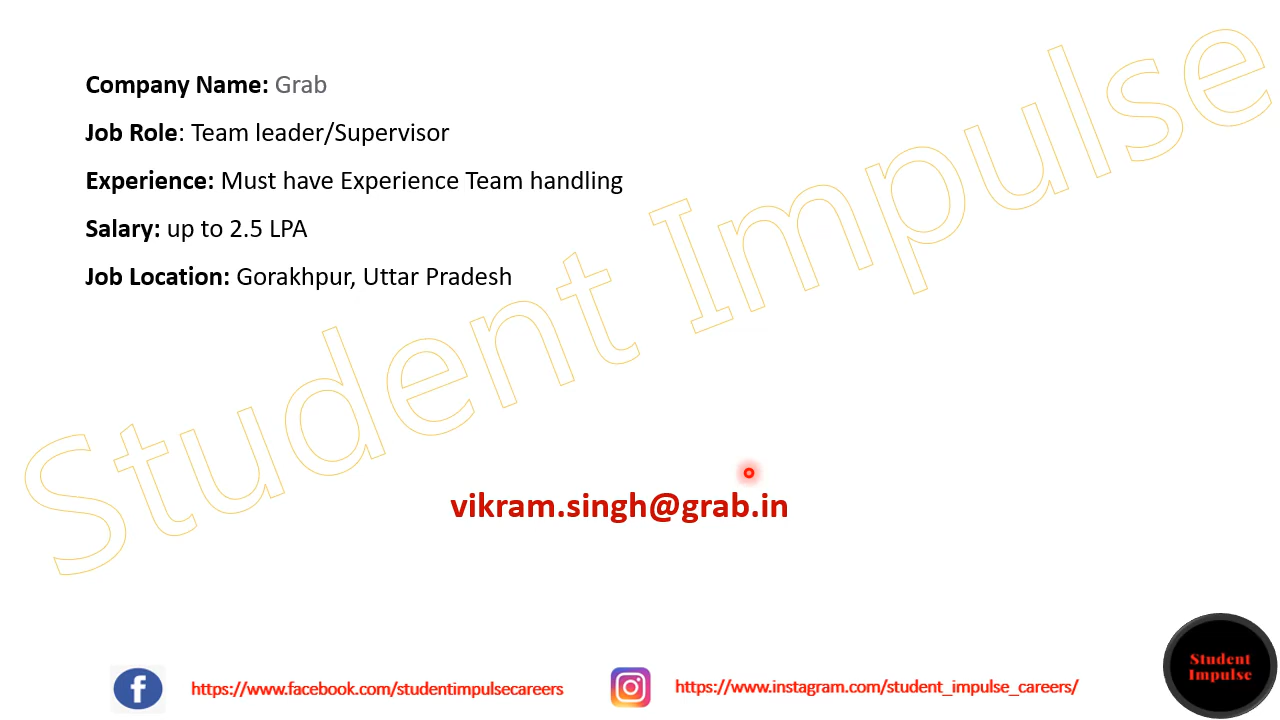 Company Name: Grab
Job Role: Team leader/Supervisor
Experience: Must have Experience Team handling
Salary: up to 2.5 LPA
Job Location: Gorakhpur, Uttar Pradesh
Student Impulse
vikram.singh@grab.in
https://www.facebook.com/studentimpulsecareers
https://www.instagram.com/student_impulse_careers/
Student
Impulse